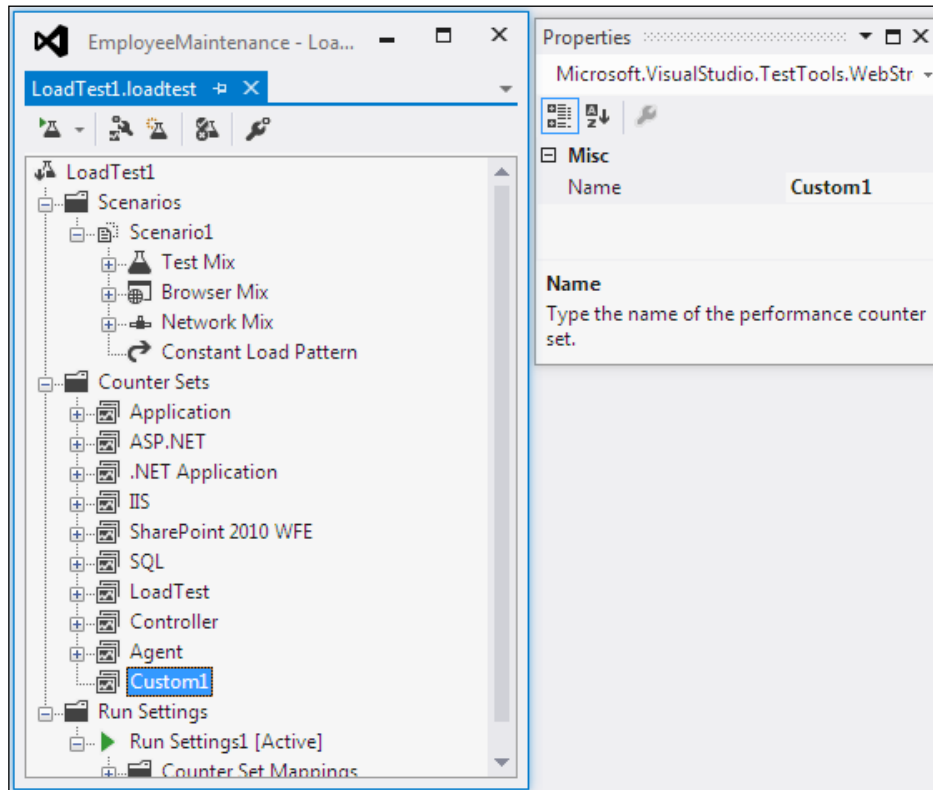 EmployeeMaintenance - Loa...
LoadTest1.loadtest
LoadTest1
Scenarios
Scenario1
Test Mix
Browser Mix
Network Mix
Constant Load Pattern
Counter Sets
Application
ASP.NET
.NET Application
IIS
SharePoint 2010 WFE
SQL
LoadTest
Controller
Agent
Custom1
Run Settings
Run Settings1 [Active]
Counter Set Mappings
Properties
Microsoft.VisualStudio.TestTools.WebStr
Misc
Name Custom1
Name
Type the name of the performance counter
set.